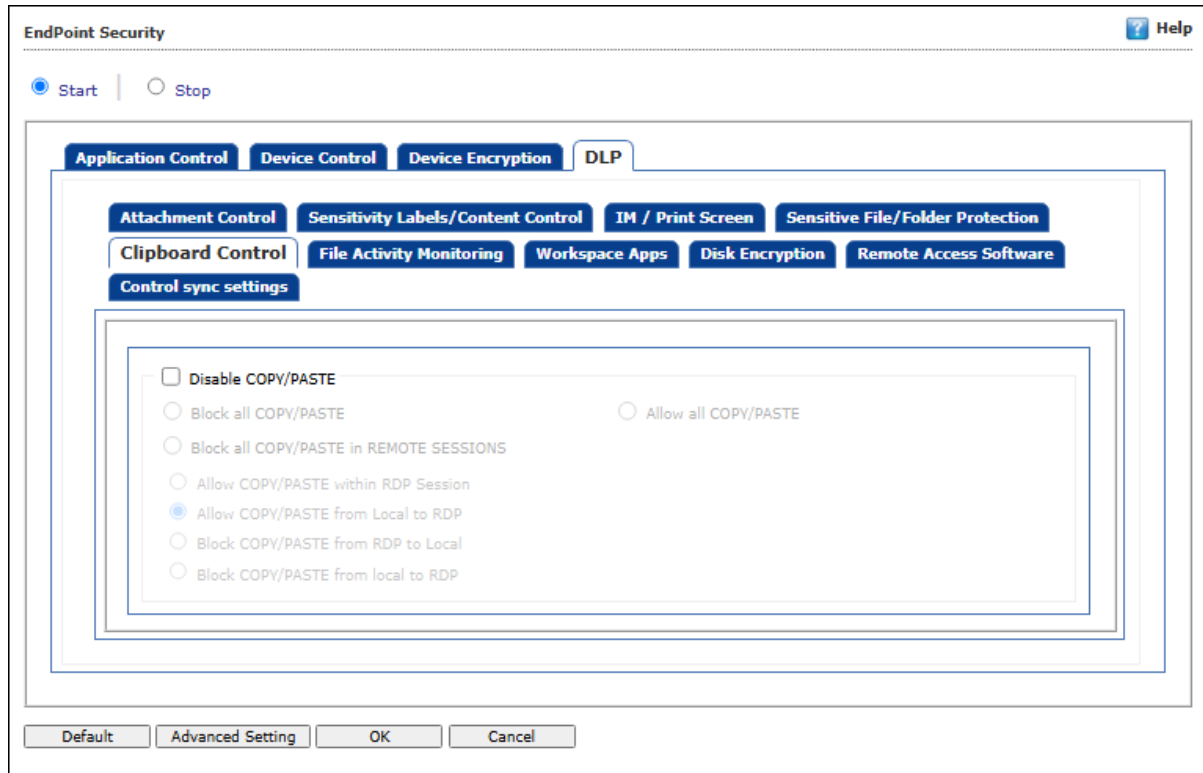 EndPoint Security
? Help
Start Stop
Application Control Device Control Device Encryption DLP
Attachment Control Sensitivity Labels/Content Control IM / Print Screen Sensitive File/Folder Protection
Clipboard Control File Activity Monitoring Workspace Apps Disk Encryption Remote Access Software
Control sync settings
Disable COPY/PASTE
Block all COPY/PASTE Allow all COPY/PASTE
Block all COPY/PASTE in REMOTE SESSIONS
Allow COPY/PASTE within RDP Session
Allow COPY/PASTE from Local to RDP
Block COPY/PASTE from RDP to Local
Block COPY/PASTE from local to RDP
Default Advanced Setting OK Cancel